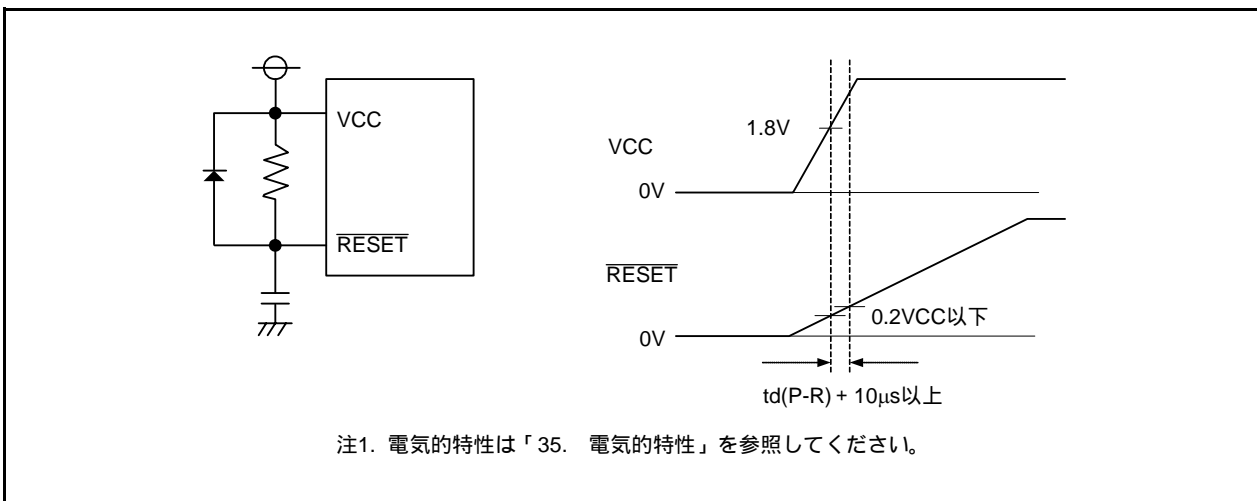 VCC
RESET
VCC
1.8V
0V
RESET
0V
0.2VCC以下
td(P-R) + 10μs以上
注1. 電気的特性は「35. 電気的特性」を参照してください。